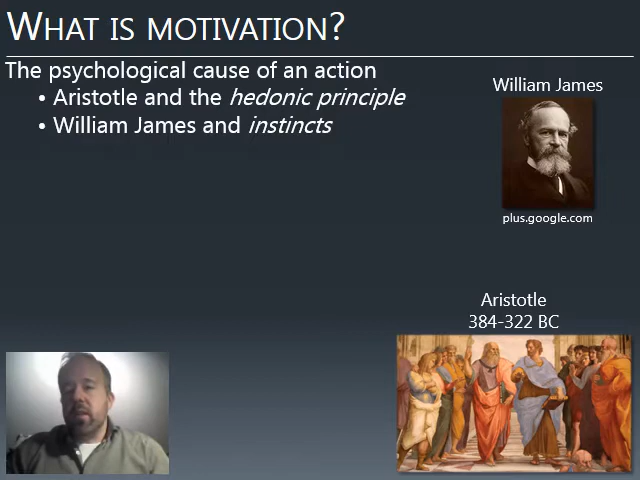 WHAT IS MOTIVATION?
The psychological cause of an action
• Aristotle and the hedonic principle
• William James and instincts
William James
plus.google.com
Aristotle
384-322 BC